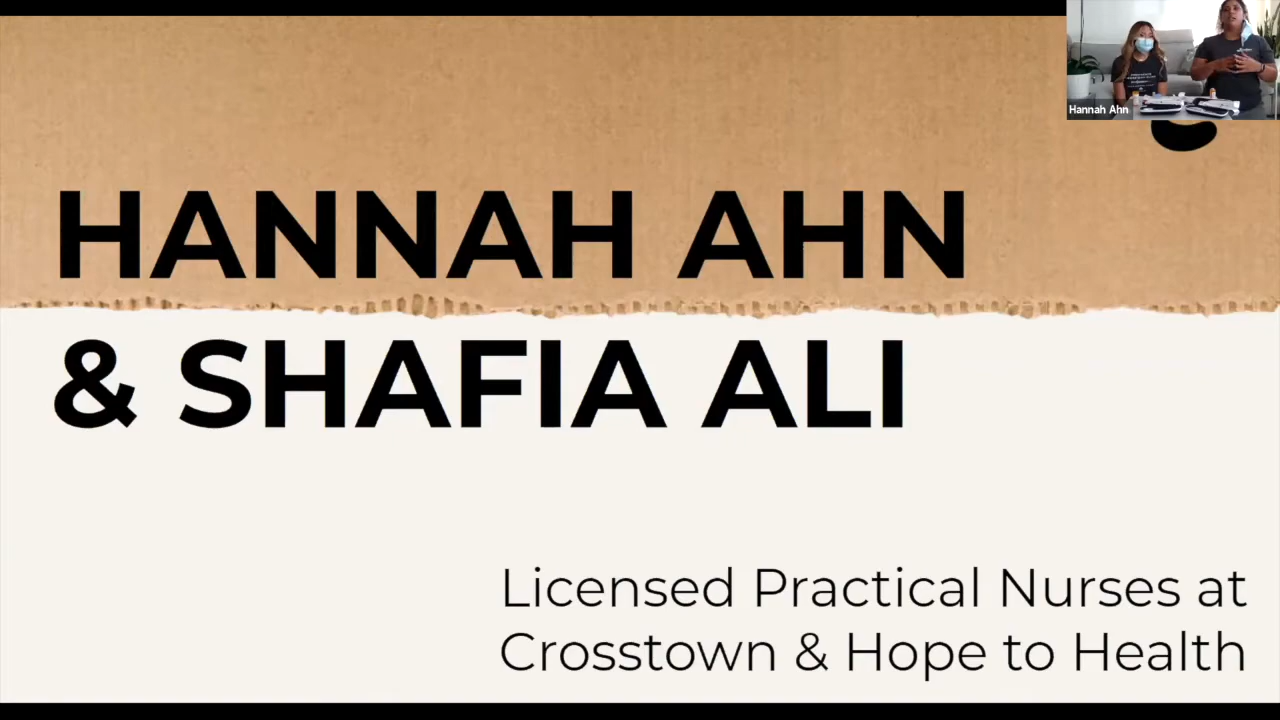 Hannah Ahn
HANNAH AHN
& SHAFIA ALI
Licensed Practical Nurses at
Crosstown & Hope to Health